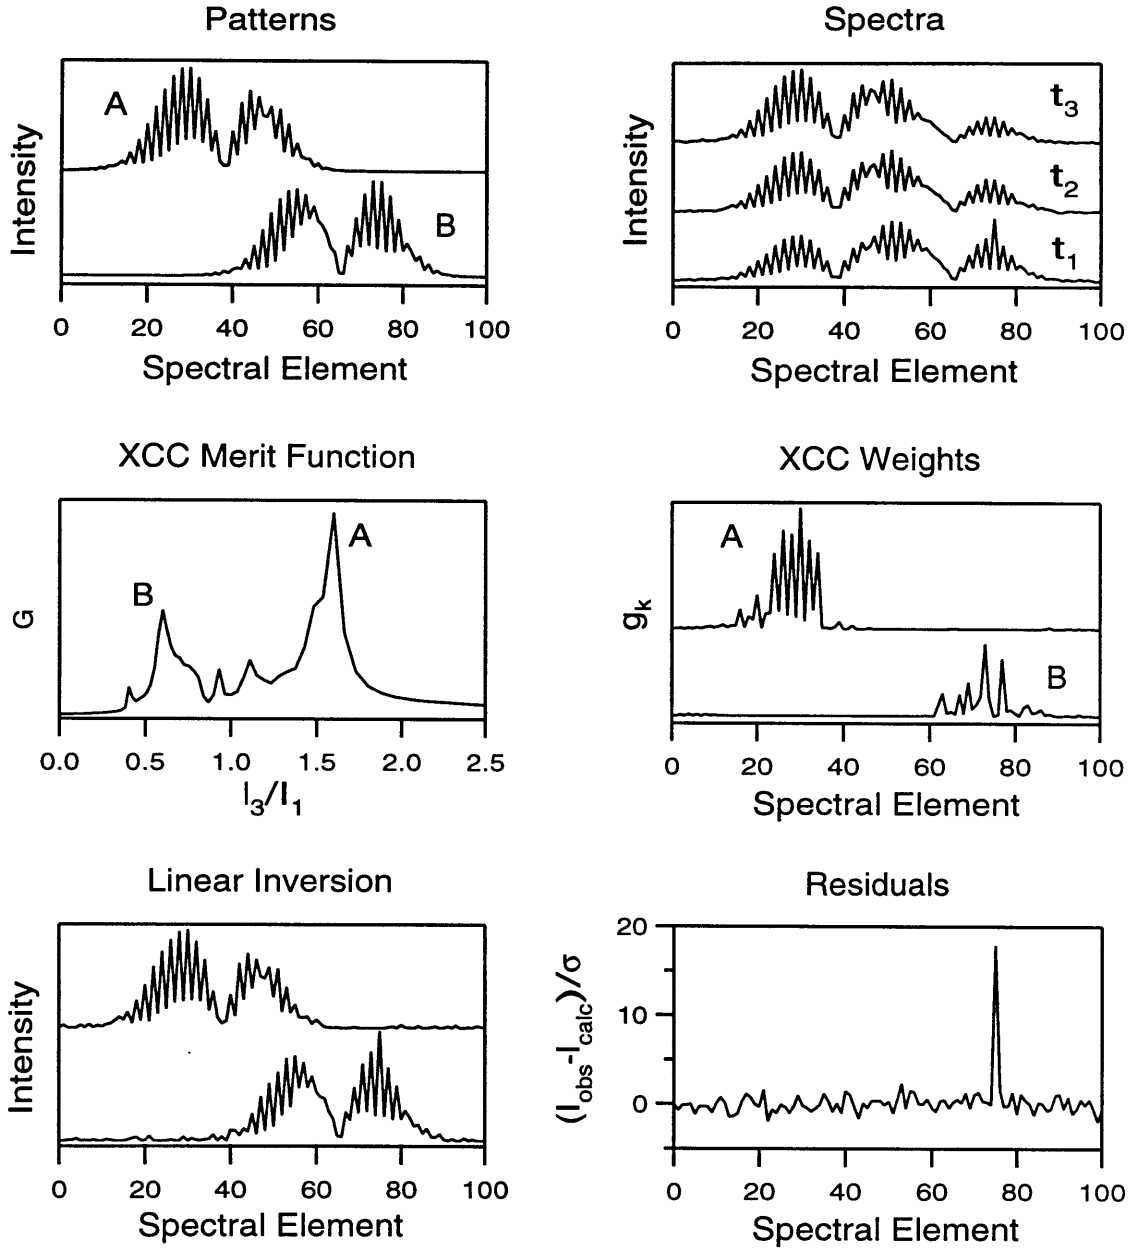 Patterns
Intensity
A
B
0 20 40 60 80 100
Spectral Element
Spectra
Intensity
t3
t2
t1
0 20 40 60 80 100
Spectral Element
XCC Merit Function
G
B
A
0.0 0.5 1.0 1.5 2.0 2.5
I3/I1
XCC Weights
gk
A
B
0 20 40 60 80 100
Spectral Element
Linear Inversion
Intensity
0 20 40 60 80 100
Spectral Element
Residuals
(Iobs-Icalc)/σ
20
10
0
0 20 40 60 80 100
Spectral Element